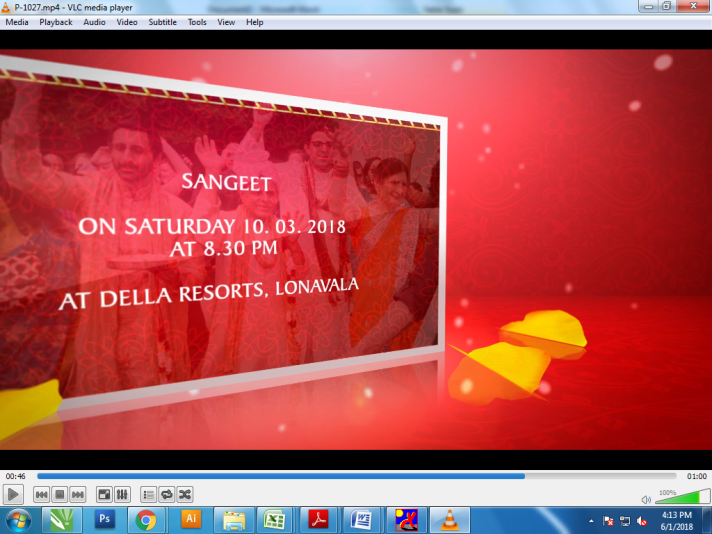 P-1027.mp4 - VLC media player
Media Playback Audio Video Subtitle Tools View Help
SANGEET
ON SATURDAY 10. 03. 2018
AT 8.30 PM
AT DELLA RESORTS, LONAVALA
00:46 01:00
100%
Ps Ai
4:13 PM
6/1/2018